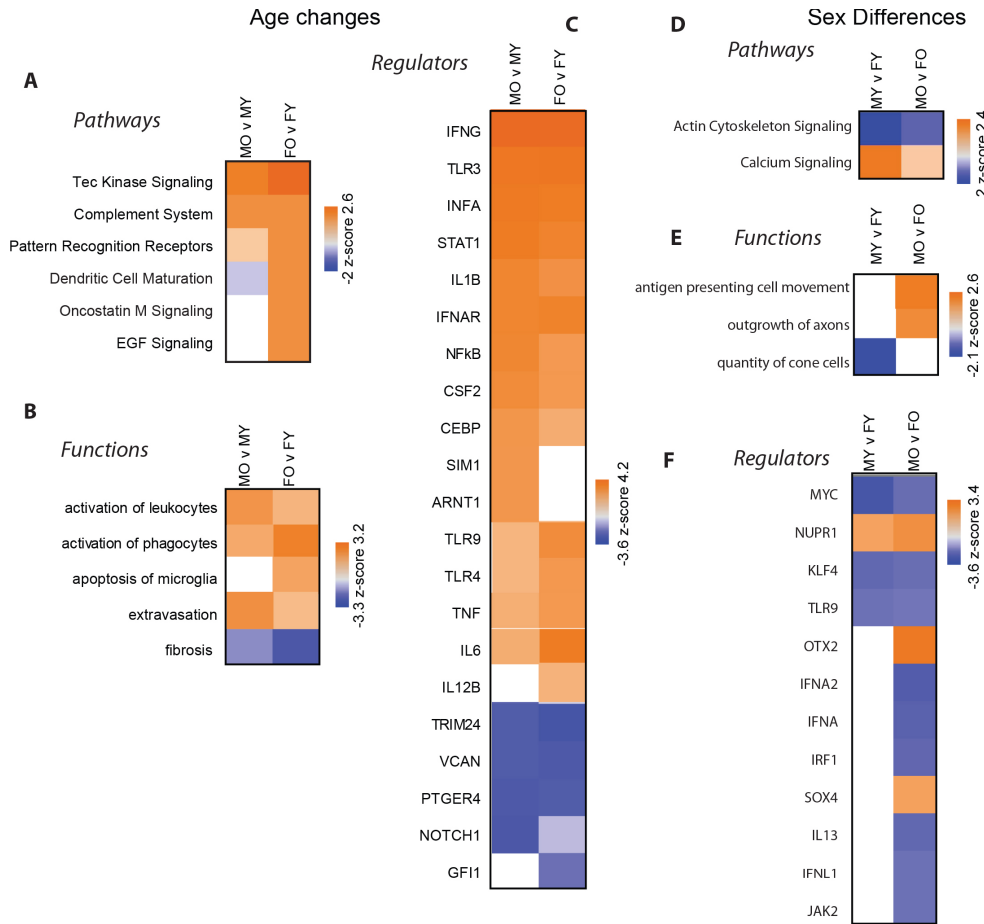 Age changes
Sex Differences
A
Pathways
MO v MY
FO v FY
Tec Kinase Signaling
Complement System
Pattern Recognition Receptors
Dendritic Cell Maturation
Oncostatin M Signaling
EGF Signaling
-2 z-score 2.6
B
Functions
MO v MY
FO v FY
activation of leukocytes
activation of phagocytes
apoptosis of microglia
extravasation
fibrosis
-3.3 z-score 3.2
C
Regulators
MO v MY
FO v FY
IFNG
TLR3
INFA
STAT1
IL1B
IFNAR
NFkB
CSF2
CEBP
SIM1
ARNT1
TLR9
TLR4
TNF
IL6
IL12B
TRIM24
VCAN
PTGER4
NOTCH1
GFI1
-3.6 z-score 4.2
D
Pathways
MY v FY
MO v FO
Actin Cytoskeleton Signaling
Calcium Signaling
2 z-score 2.4
E
Functions
MY v FY
MO v FO
antigen presenting cell movement
outgrowth of axons
quantity of cone cells
-2.1 z-score 2.6
F
Regulators
MY v FY
MO v FO
MYC
NUPR1
KLF4
TLR9
OTX2
IFNA2
IFNA
IRF1
SOX4
IL13
IFNL1
JAK2
-3.6 z-score 3.4